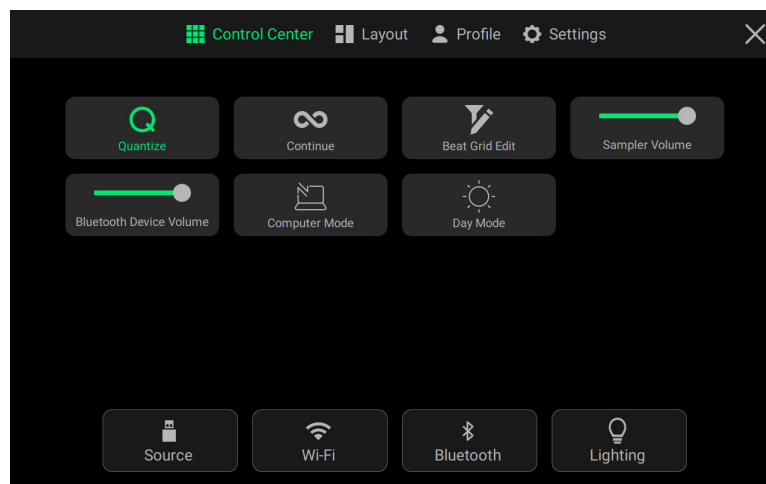 Control Center
Layout
Profile
Settings
Quantize
Continue
Beat Grid Edit
Sampler Volume
Bluetooth Device Volume
Computer Mode
Day Mode
Source
Wi-Fi
Bluetooth
Lighting